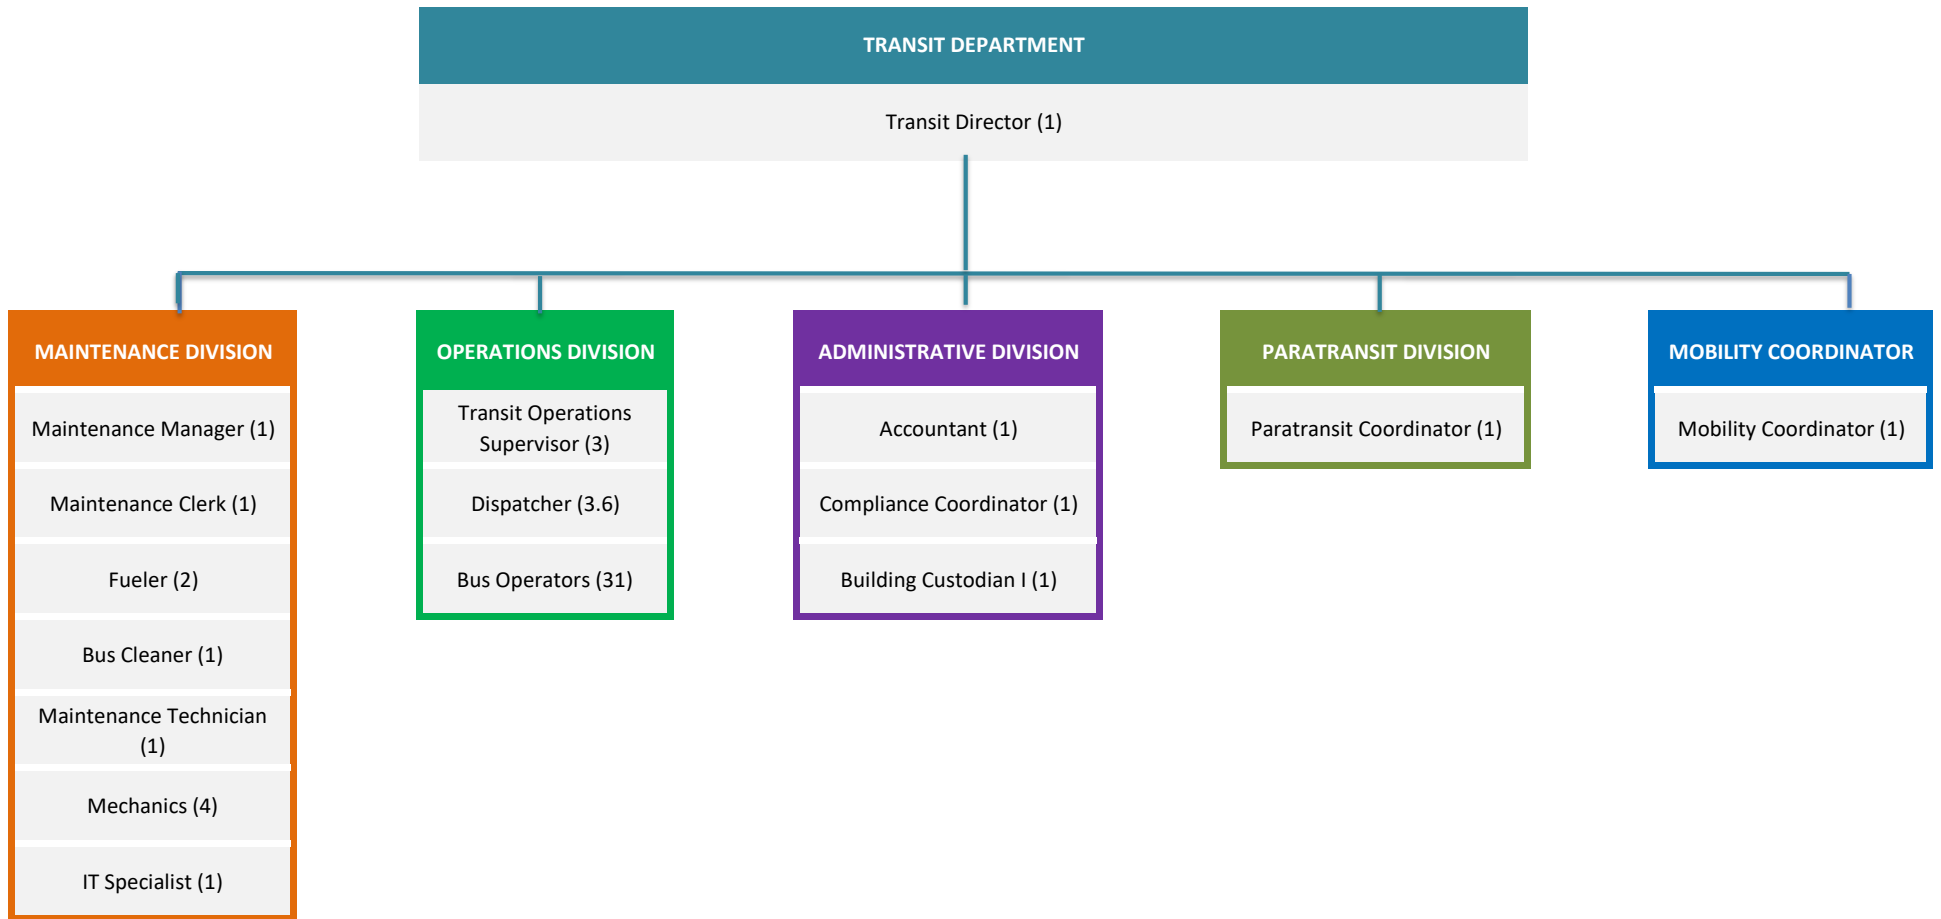 TRANSIT DEPARTMENT
Transit Director (1)
MAINTENANCE DIVISION
Maintenance Manager (1)
Maintenance Clerk (1)
Fueler (2)
Bus Cleaner (1)
Maintenance Technician
(1)
Mechanics (4)
IT Specialist (1)
OPERATIONS DIVISION
Transit Operations
Supervisor (3)
Dispatcher (3.6)
Bus Operators (31)
ADMINISTRATIVE DIVISION
Accountant (1)
Compliance Coordinator (1)
Building Custodian I (1)
PARATRANSIT DIVISION
Paratransit Coordinator (1)
MOBILITY COORDINATOR
Mobility Coordinator (1)